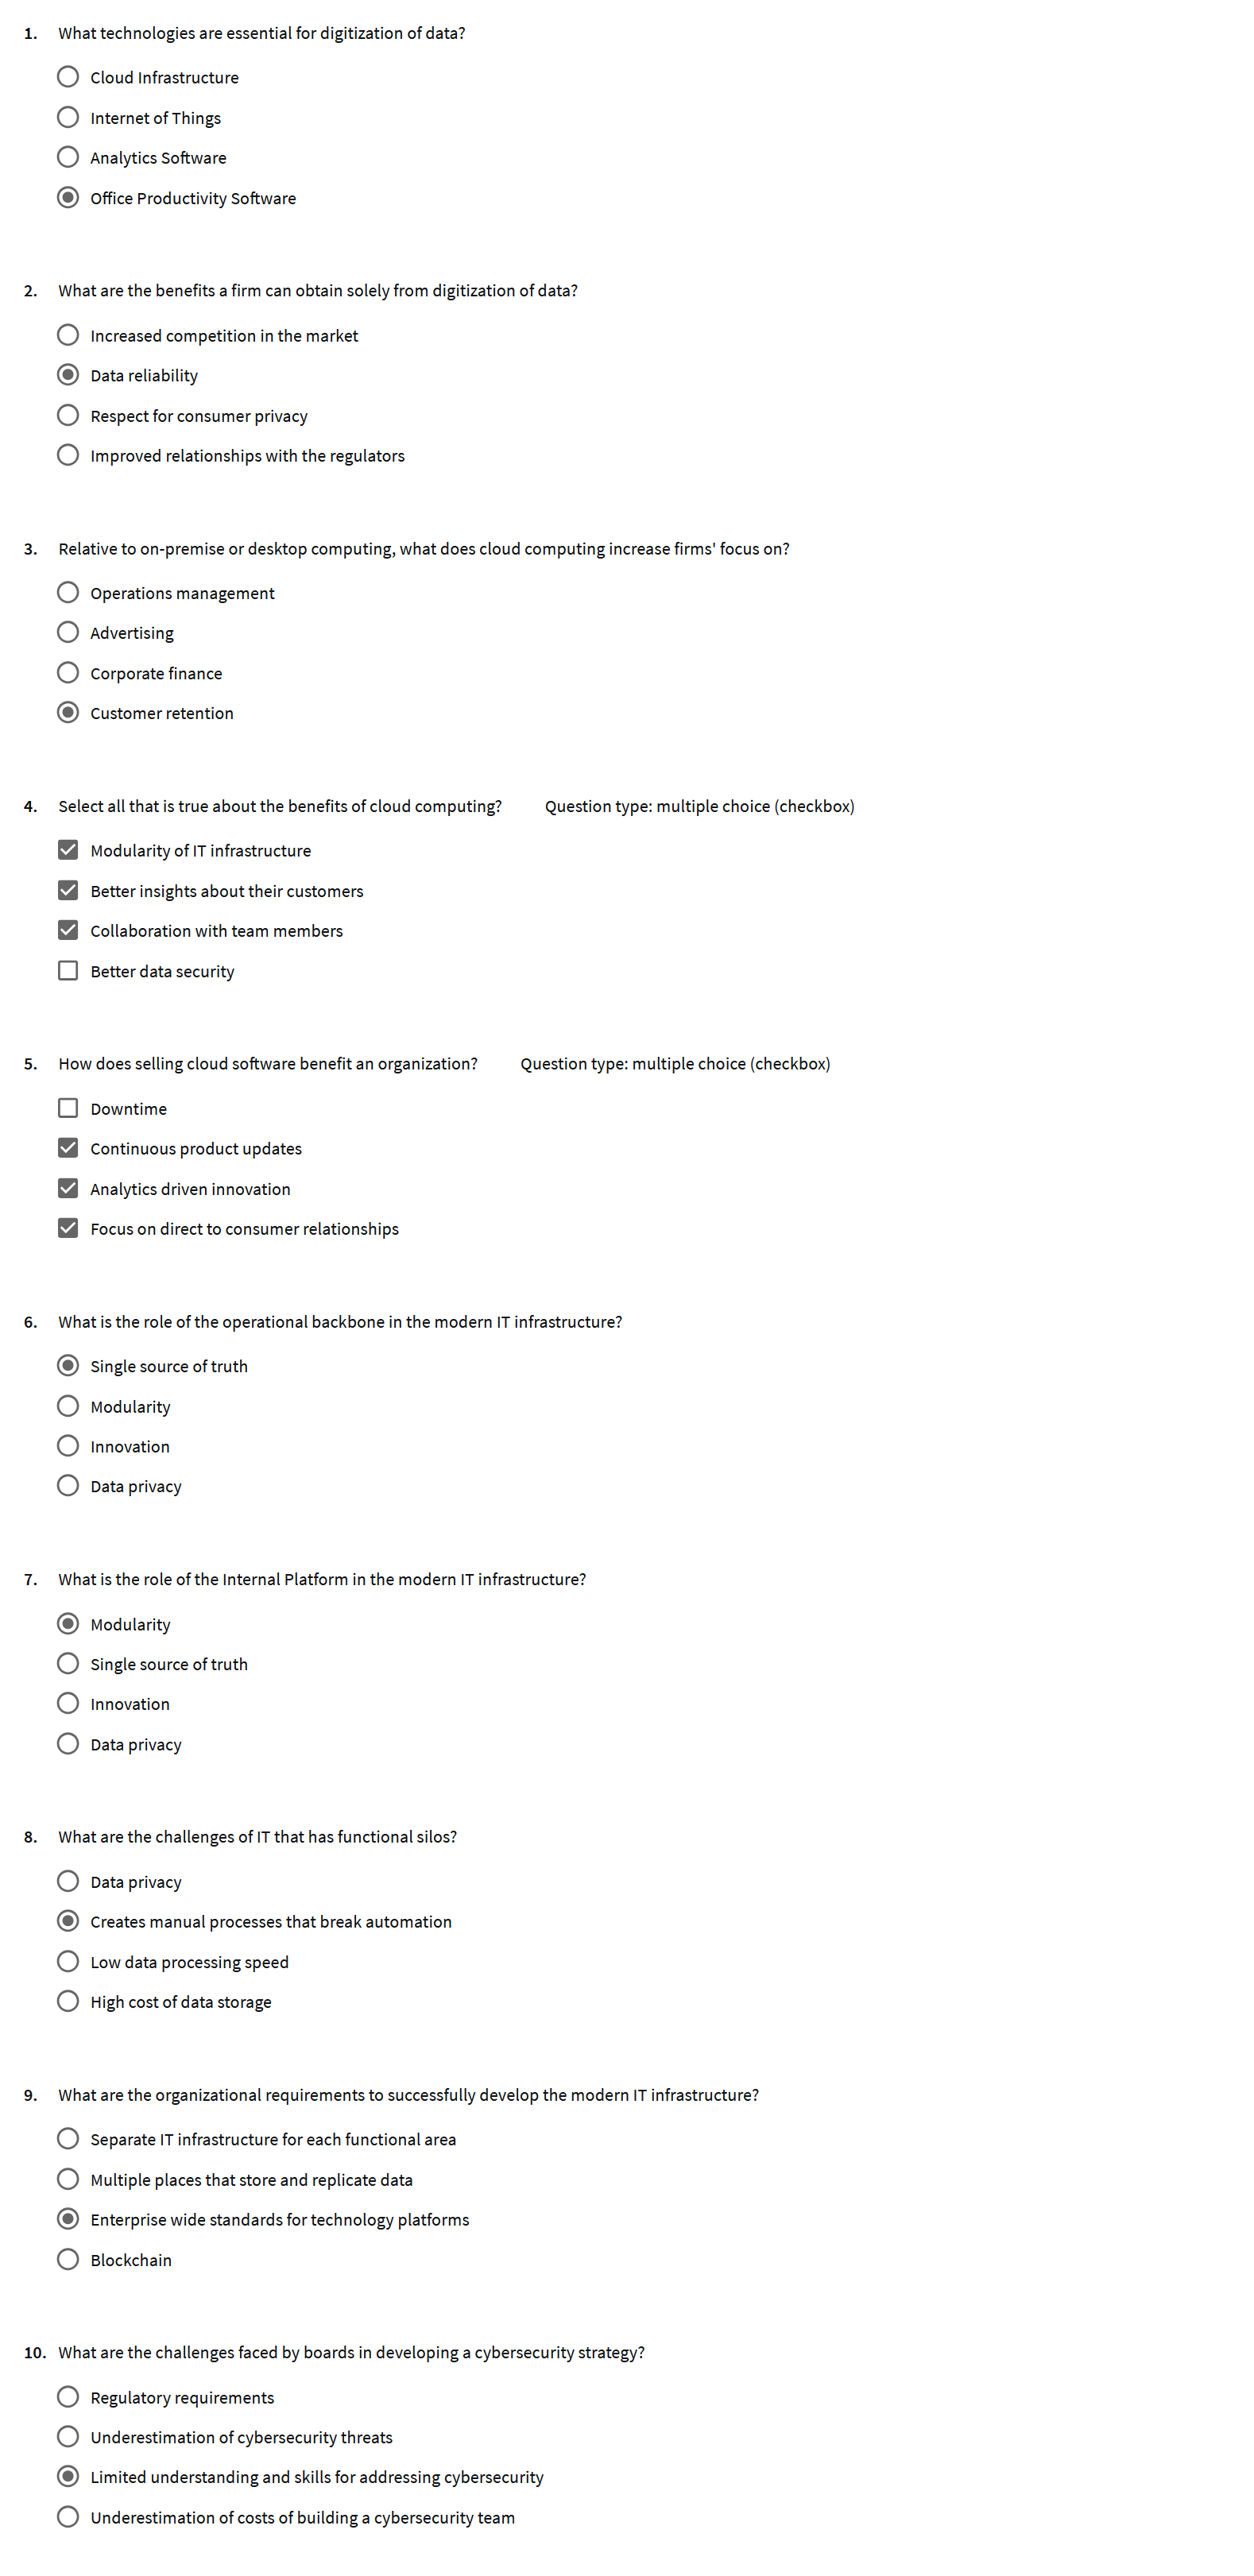 1. What technologies are essential for digitization of data?
Cloud Infrastructure
Internet of Things
Analytics Software
Office Productivity Software
2. What are the benefits a firm can obtain solely from digitization of data?
Increased competition in the market
Data reliability
Respect for consumer privacy
Improved relationships with the regulators
3. Relative to on-premise or desktop computing, what does cloud computing increase firms' focus on?
Operations management
Advertising
Corporate finance
Customer retention
4. Select all that is true about the benefits of cloud computing? Question type: multiple choice (checkbox)
Modularity of IT infrastructure
Better insights about their customers
Collaboration with team members
Better data security
5. How does selling cloud software benefit an organization? Question type: multiple choice (checkbox)
Downtime
Continuous product updates
Analytics driven innovation
Focus on direct to consumer relationships
6. What is the role of the operational backbone in the modern IT infrastructure?
Single source of truth
Modularity
Innovation
Data privacy
7. What is the role of the Internal Platform in the modern IT infrastructure?
Modularity
Single source of truth
Innovation
Data privacy
8. What are the challenges of IT that has functional silos?
Data privacy
Creates manual processes that break automation
Low data processing speed
High cost of data storage
9. What are the organizational requirements to successfully develop the modern IT infrastructure?
Separate IT infrastructure for each functional area
Multiple places that store and replicate data
Enterprise wide standards for technology platforms
Blockchain
10. What are the challenges faced by boards in developing a cybersecurity strategy?
Regulatory requirements
Underestimation of cybersecurity threats
Limited understanding and skills for addressing cybersecurity
Underestimation of costs of building a cybersecurity team